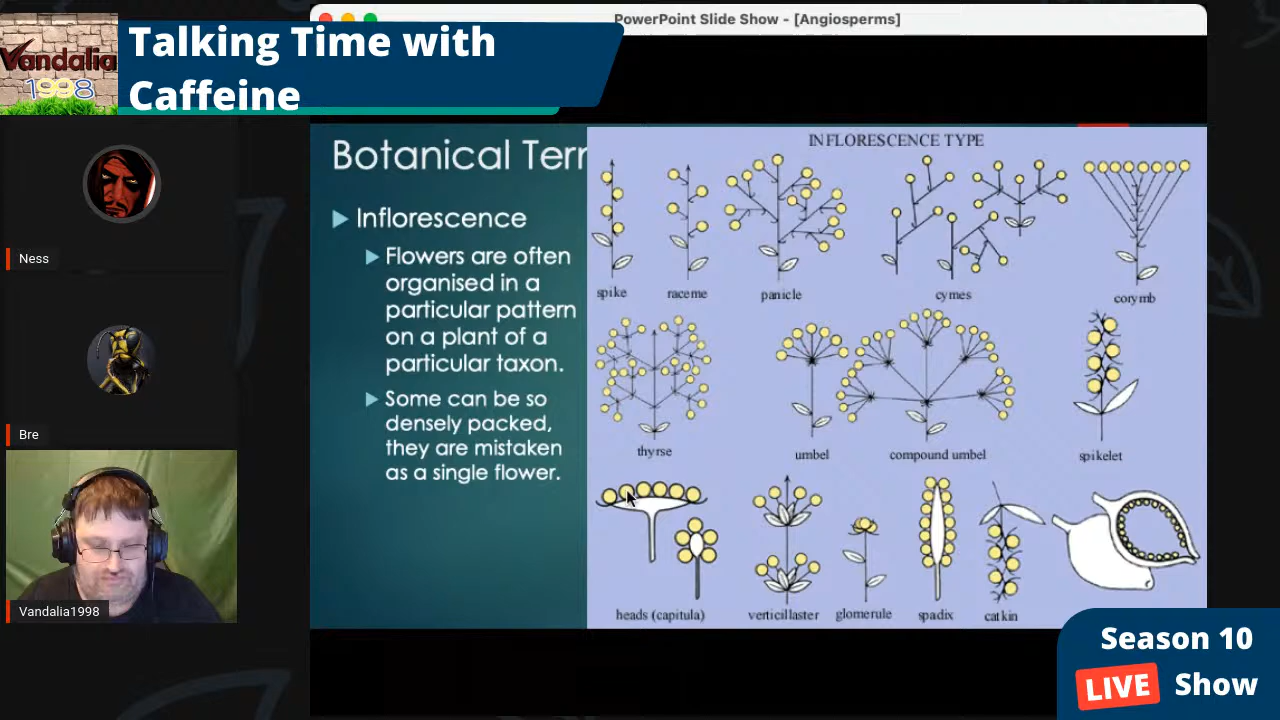 PowerPoint Slide Show - [Angiosperms]
Talking Time with
Caffeine
Vandalia
1998
Botanical Terr
INFLORESCENCE TYPE
Inflorescence
Flowers are often
organised in a
particular pattern
on a plant of a
particular taxon.
Some can be so
densely packed,
they are mistaken
as a single flower.
spike raceme panicle cymes corymb
thyrse umbel compound umbel spikelet
heads (capitula) verticillaster glomerule spadix catkin
Ness
Bre
Vandalia1998
Season 10
LIVE Show